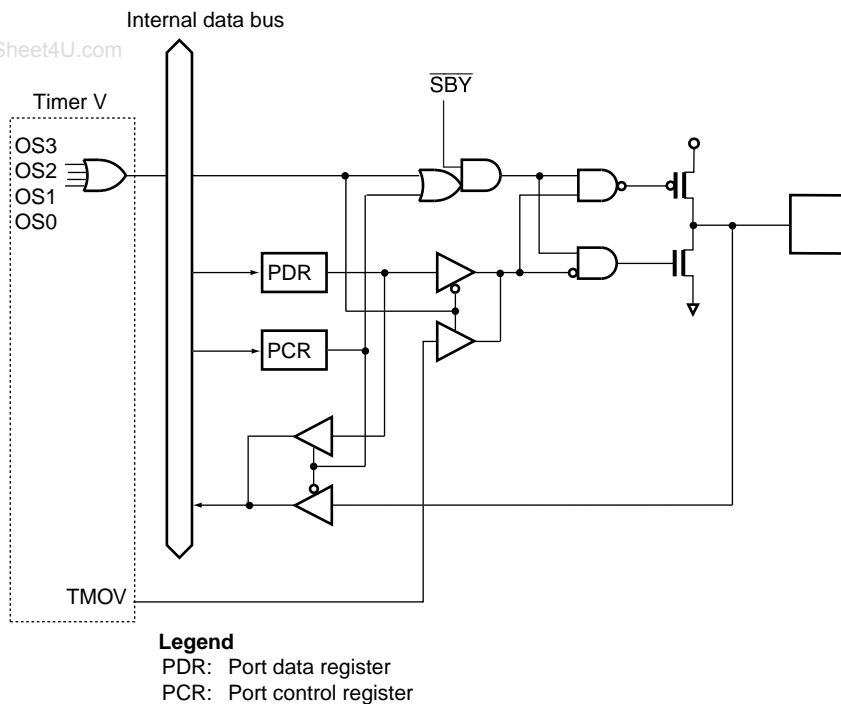 Internal data bus
Sheet4U.com
SBY
Timer V
OS3
OS2
OS1
OS0
PDR
PCR
TMOV
Legend
PDR: Port data register
PCR: Port control register